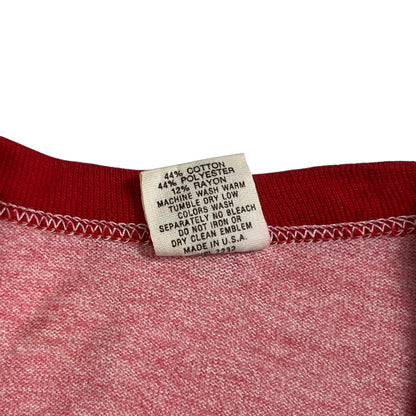 44% COTTON
44% POLYESTER
12% RAYON
MACHINE WASH WARM
TUMBLE DRY LOW
COLORS WASH
SEPARATELY NO BLEACH
DO NOT IRON OR
DRY CLEAN EMBLEM
MADE IN U.S.A.
7232